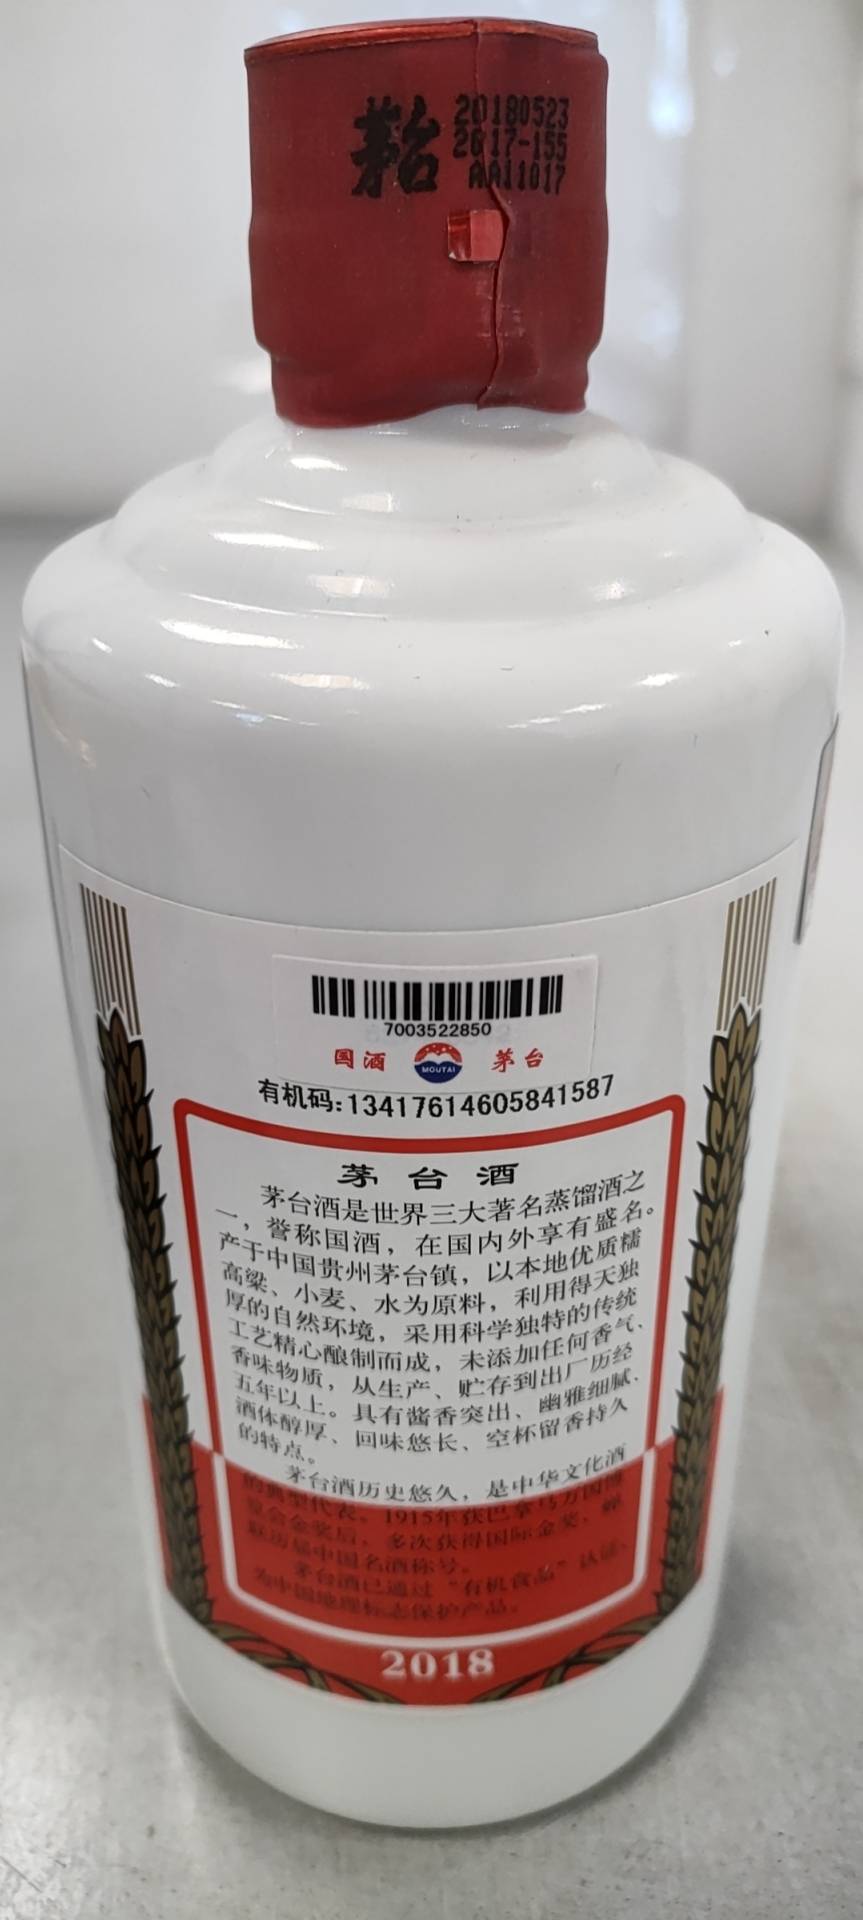 茅台
20180523
2017-155
AA11017
7003522850
国酒 MOUTAI 茅台
有机码:13417614605841587
茅台酒
茅台酒是世界三大著名蒸馏酒之
一，誉称国酒，在国内外享有盛名。
产于中国贵州茅台镇，以本地优质糯
高粱、小麦、水为原料，利用得天独
厚的自然环境，采用科学独特的传统
工艺精心酿制而成，未添加任何香气、
香味物质，从生产、贮存到出厂历经
五年以上。具有酱香突出、幽雅细腻、
酒体醇厚、回味悠长、空杯留香持久
的特点。
茅台酒历史悠久，是中华文化酒
的典型代表。1915年获巴拿马万国博
览会金奖后，多次获得国际金奖，蝉
联历届中国名酒称号。
茅台酒已通过“有机食品”认证、
为中国地理标志保护产品。
2018